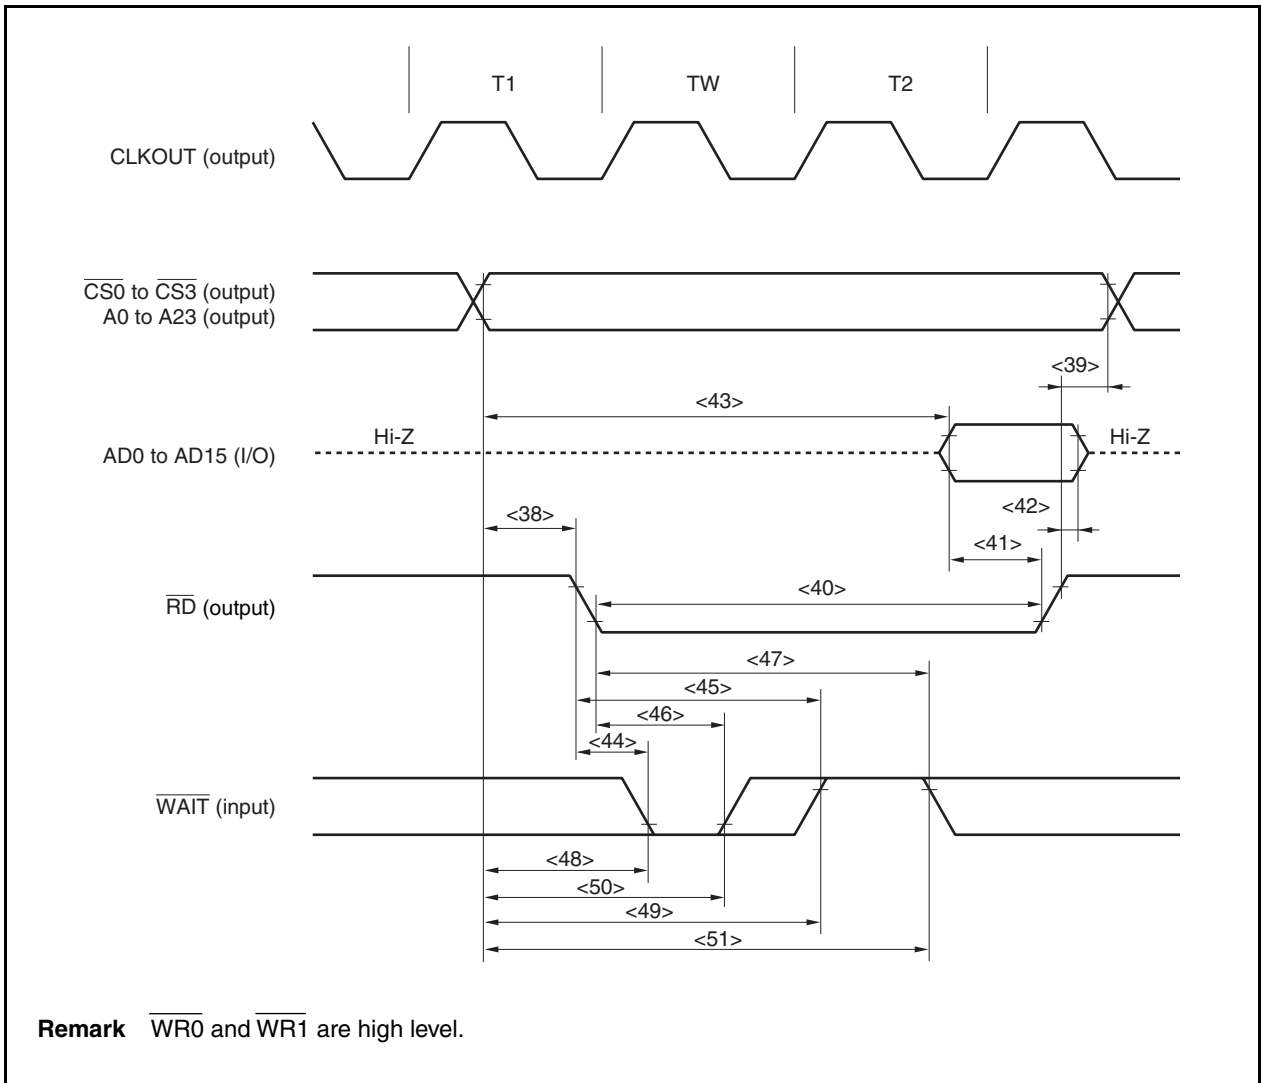 T1 TW T2
CLKOUT (output)
CS0 to CS3 (output)
A0 to A23 (output)
<39>
<43>
Hi-Z Hi-Z
AD0 to AD15 (I/O)
<42>
<38>
<41>
<40>
RD (output)
<47>
<45>
<46>
<44>
WAIT (input)
<48>
<50>
<49>
<51>
Remark WR0 and WR1 are high level.